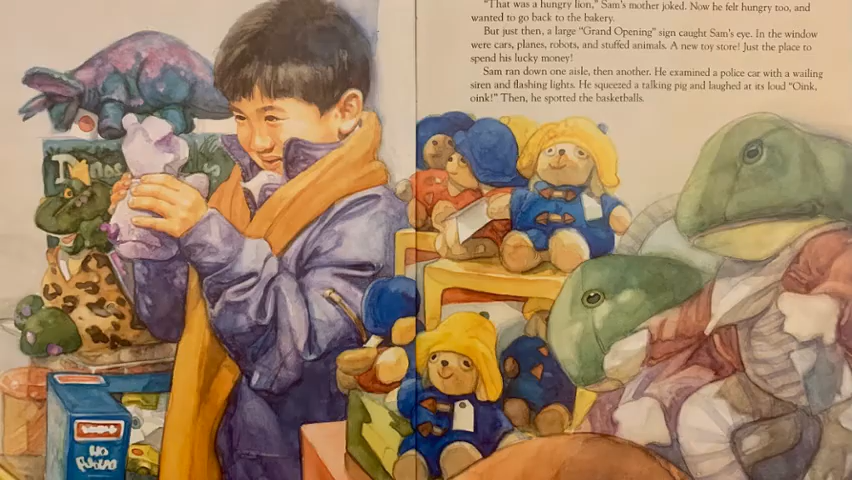 "That was a hungry lion," Sam's mother joked. Now he felt hungry too, and
wanted to go back to the bakery.
But just then, a large "Grand Opening" sign caught Sam's eye. In the window
were cars, planes, robots, and stuffed animals. A new toy store! Just the place to
spend his lucky money!
Sam ran down one aisle, then another. He examined a police car with a wailing
siren and flashing lights. He squeezed a talking pig and laughed at its loud "Oink,
oink!" Then, he spotted the basketballs.